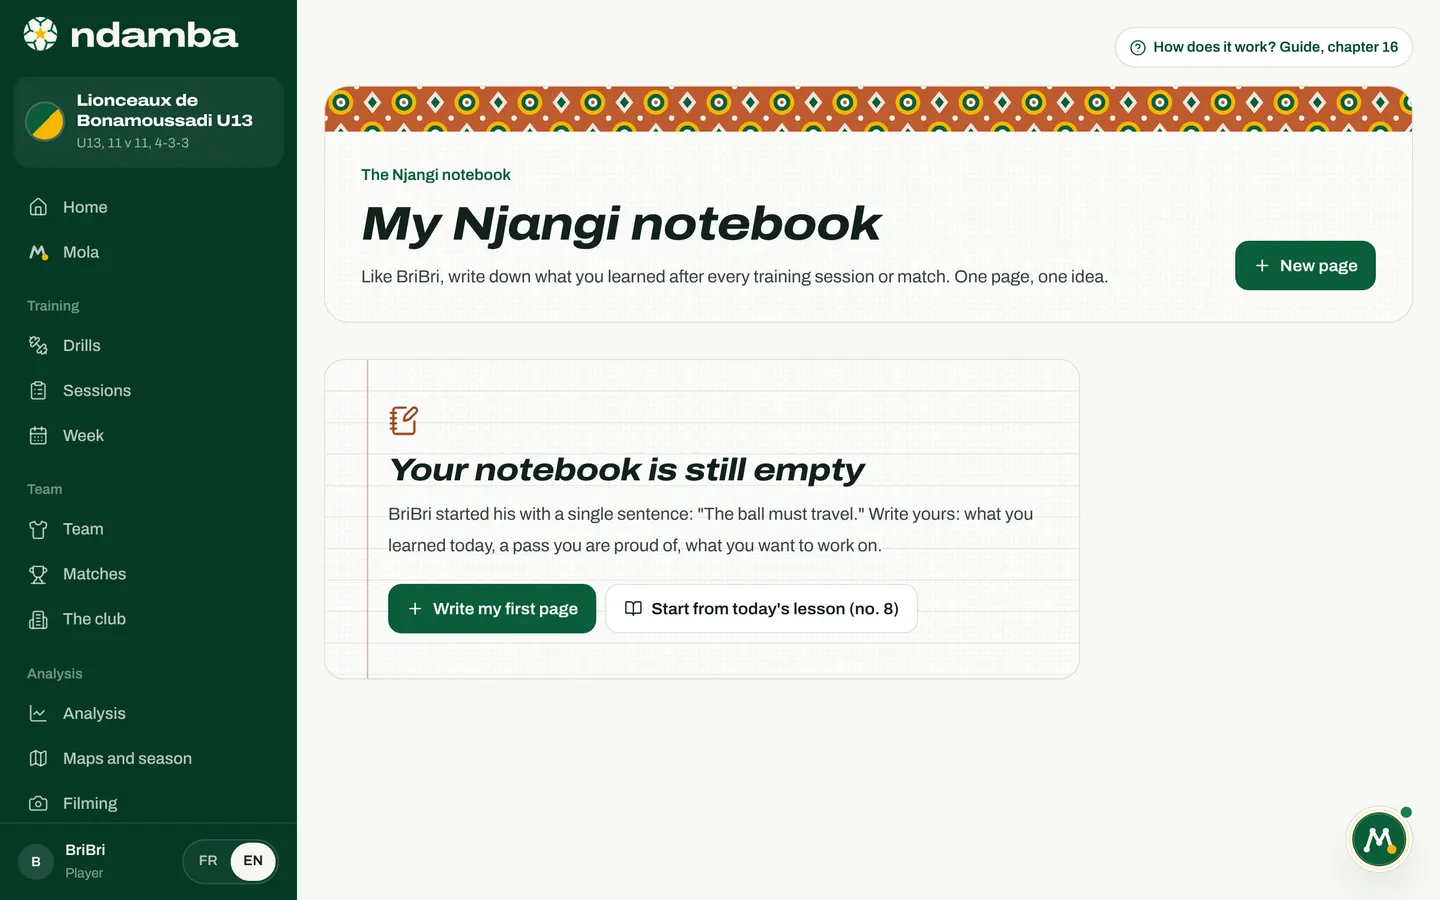 ndamba
Lionceaux de
Bonamoussadi U13
U13, 11 v 11, 4-3-3
Home
Mola
Training
Drills
Sessions
Week
Team
Team
Matches
The club
Analysis
Analysis
Maps and season
Filming
B
BriBri
Player
FR
EN
How does it work? Guide, chapter 16
The Njangi notebook
My Njangi notebook
Like BriBri, write down what you learned after every training session or match. One page, one idea.
+ New page
Your notebook is still empty
BriBri started his with a single sentence: "The ball must travel." Write yours: what you
learned today, a pass you are proud of, what you want to work on.
+ Write my first page
Start from today's lesson (no. 8)